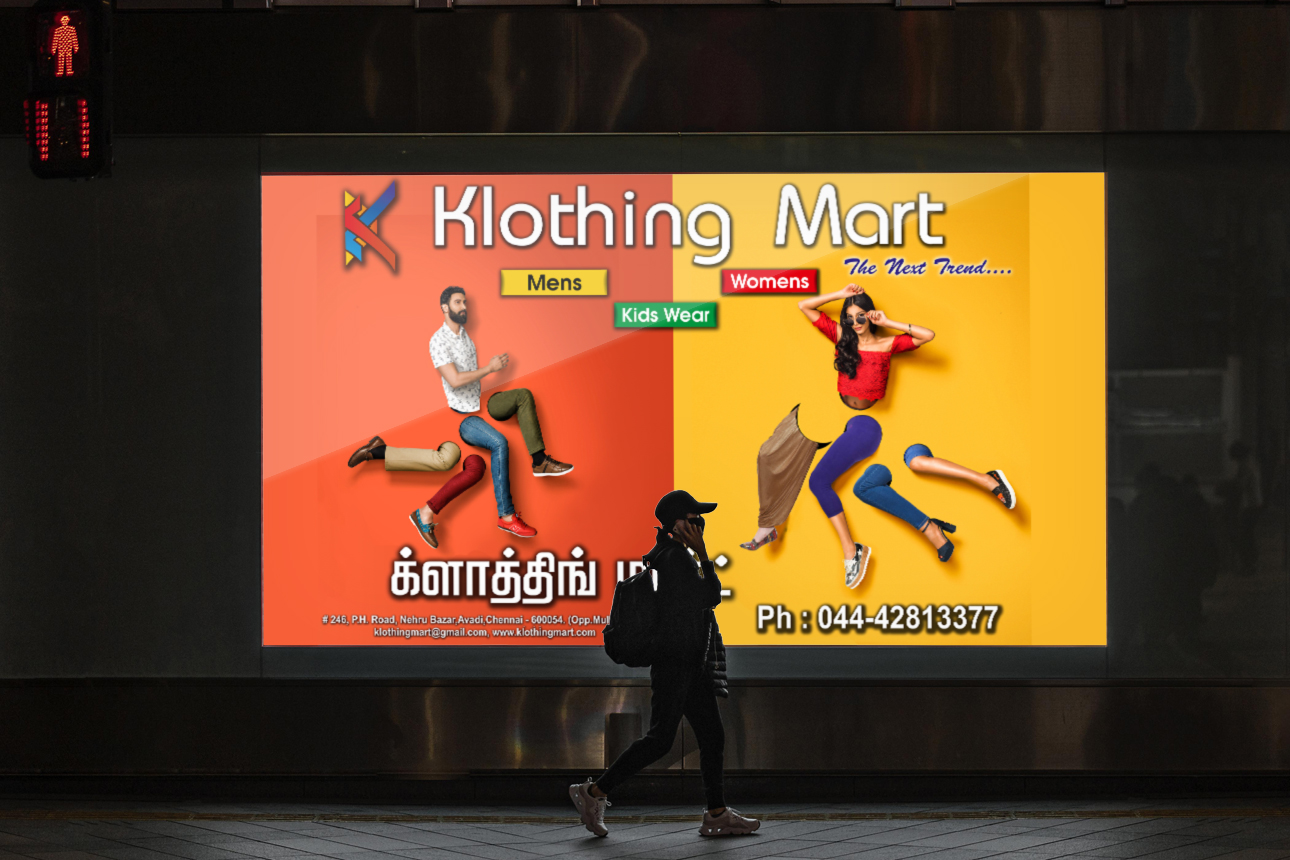 Klothing Mart
The Next Trend....
Mens
Womens
Kids Wear
க்ளாத்திங்
# 246, P.H. Road, Nehru Bazar,Avadi,Chennai - 600054. (Opp.
klothingmart@gmail.com, www.klothingmart.com
Ph : 044-42813377